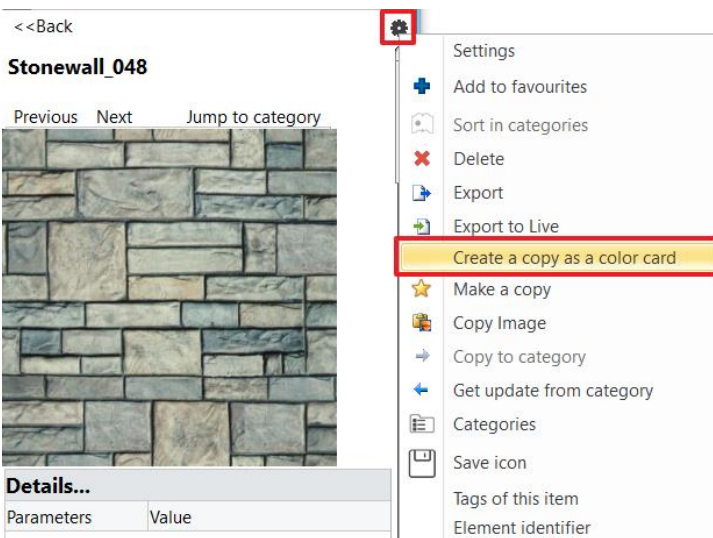 <<Back
Stonewall_048
Previous Next Jump to category
Details...
Parameters Value
Settings
Add to favourites
Sort in categories
Delete
Export
Export to Live
Create a copy as a color card
Make a copy
Copy Image
Copy to category
Get update from category
Categories
Save icon
Tags of this item
Element identifier